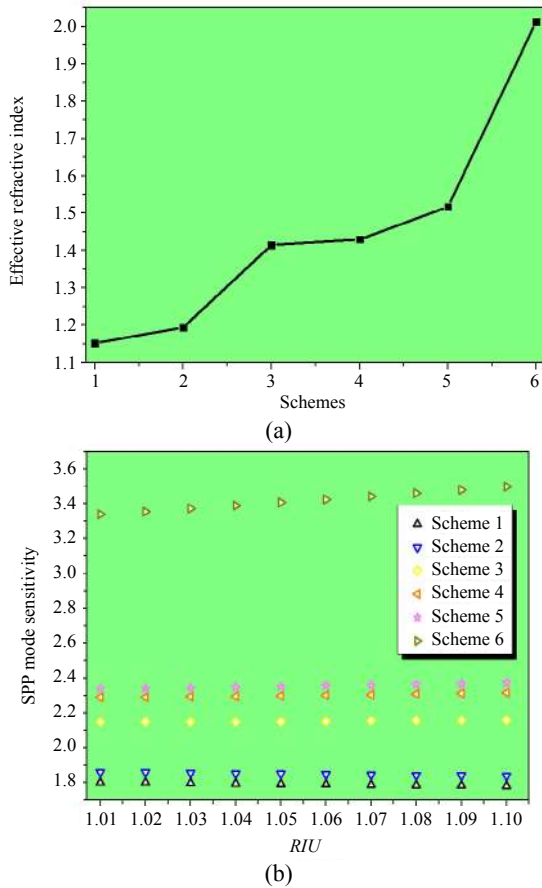 2.0
1.9
1.8
1.7
1.6
1.5
1.4
1.3
1.2
1.1
Effective refractive index
1 2 3 4 5 6
Schemes
(a)
3.6
3.4
3.2
3.0
2.8
2.6
2.4
2.2
2.0
1.8
SPP mode sensitivity
Scheme 1
Scheme 2
Scheme 3
Scheme 4
Scheme 5
Scheme 6
1.01 1.02 1.03 1.04 1.05 1.06 1.07 1.08 1.09 1.10
RIU
(b)